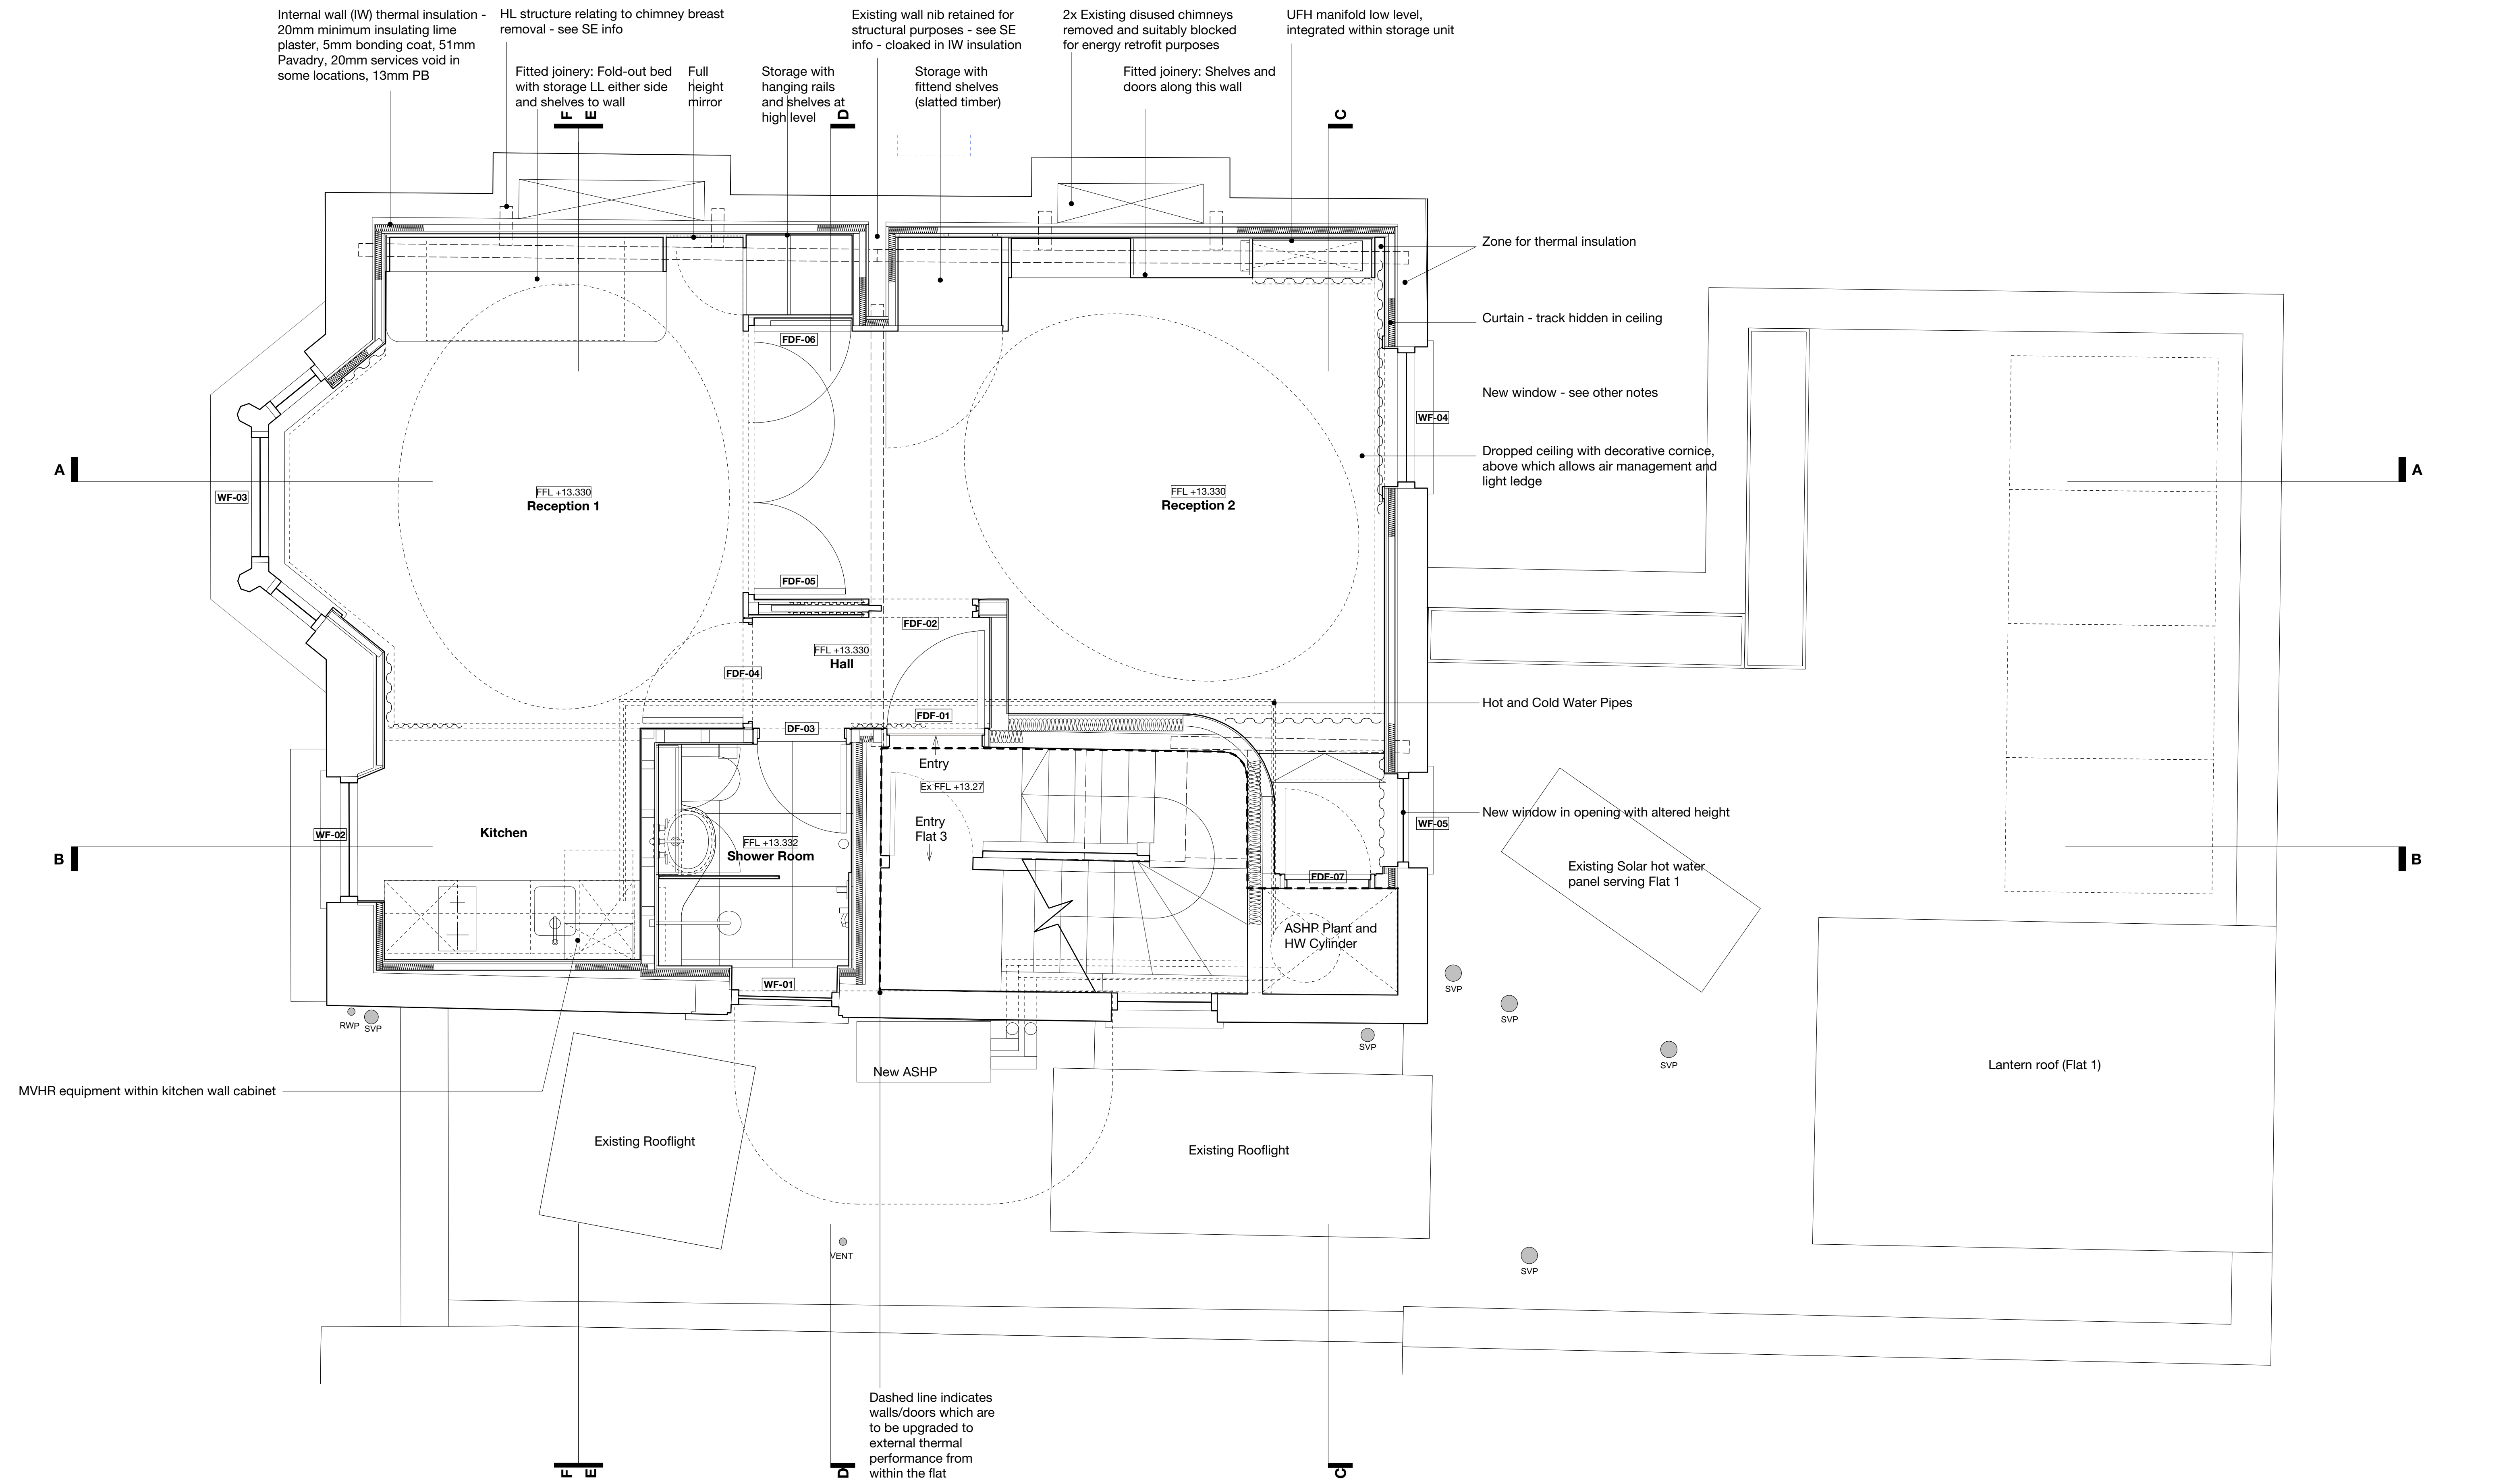 Internal wall (IW) thermal insulation -
20mm minimum insulating lime
plaster, 5mm bonding coat, 51mm
Pavadry, 20mm services void in
some locations, 13mm PB
HL structure relating to chimney breast
removal - see SE info
Existing wall nib retained for
structural purposes - see SE
info - cloaked in IW insulation
2x Existing disused chimneys
removed and suitably blocked
for energy retrofit purposes
UFH manifold low level,
integrated within storage unit
Fitted joinery: Fold-out bed
with storage LL either side
and shelves to wall
Full
height
mirror
Storage with
hanging rails
and shelves at
high level
Storage with
fittend shelves
(slatted timber)
Fitted joinery: Shelves and
doors along this wall
F
E
D
C
Zone for thermal insulation
Curtain - track hidden in ceiling
FDF-06
New window - see other notes
WF-04
Dropped ceiling with decorative cornice,
above which allows air management and
light ledge
A
A
WF-03
FFL +13.330
Reception 1
FFL +13.330
Reception 2
FDF-05
FDF-02
FFL +13.330
Hall
FDF-04
Hot and Cold Water Pipes
FDF-01
DF-03
Entry
Ex FFL +13.27
Entry
Flat 3
New window in opening with altered height
WF-05
WF-02
Kitchen
FFL +13.332
Shower Room
B
B
Existing Solar hot water
panel serving Flat 1
FDF-07
ASHP Plant and
HW Cylinder
WF-01
SVP
SVP
RWP
SVP
SVP
SVP
New ASHP
Lantern roof (Flat 1)
MVHR equipment within kitchen wall cabinet
Existing Rooflight
Existing Rooflight
VENT
SVP
Dashed line indicates
walls/doors which are
to be upgraded to
external thermal
performance from
within the flat
F
E
D
C